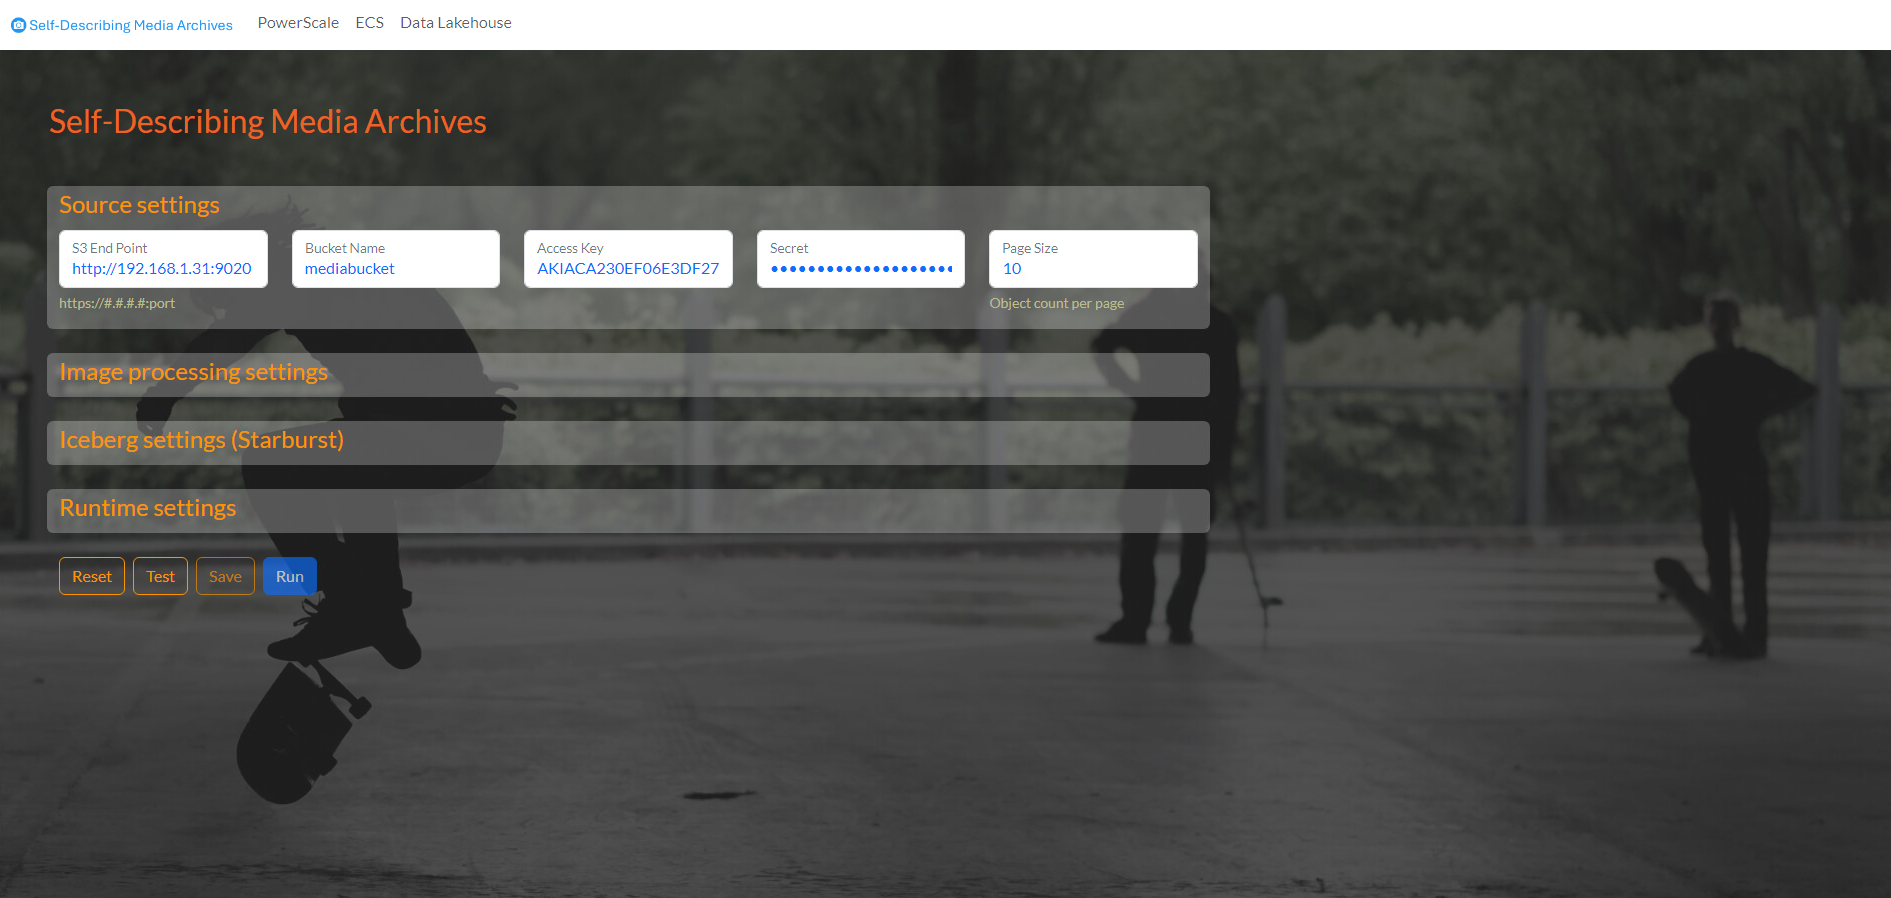 Self-Describing Media Archives PowerScale ECS Data Lakehouse
Self-Describing Media Archives
Source settings
S3 End Point
http://192.168.1.31:9020
https://#.#.#.#:port
Bucket Name
mediabucket
Access Key
AKIACA230EF06E3DF27
Secret
Page Size
10
Object count per page
Image processing settings
Iceberg settings (Starburst)
Runtime settings
Reset Test Save Run